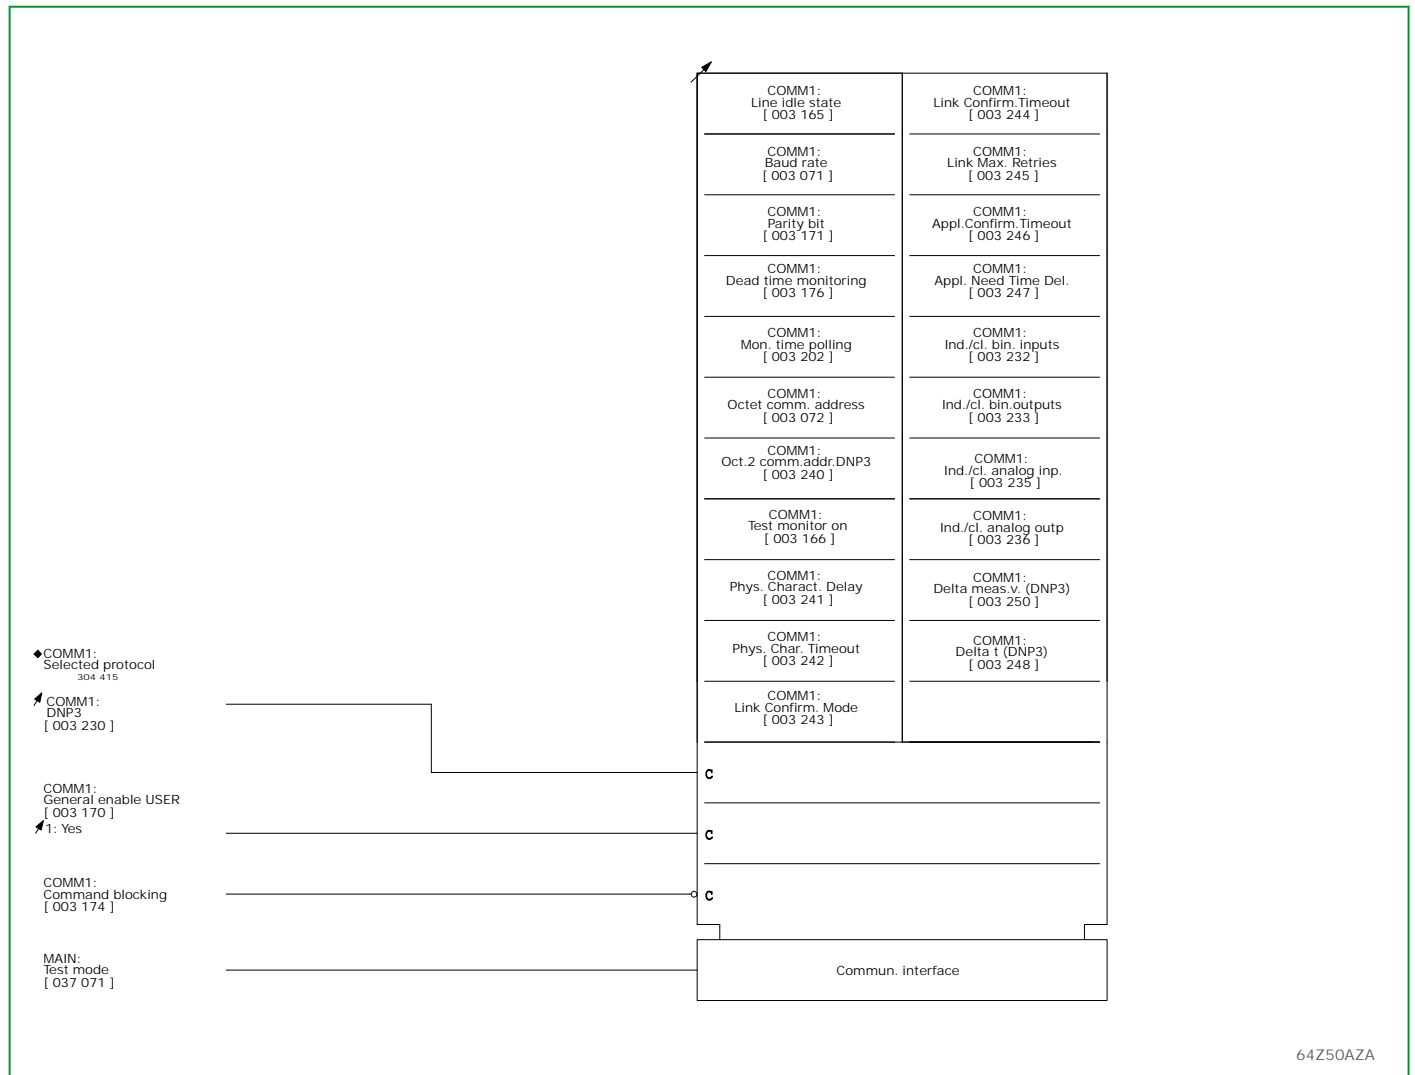 COMM1:
Line idle state
[ 003 165 ]
COMM1:
Link Confirm.Timeout
[ 003 244 ]
COMM1:
Baud rate
[ 003 071 ]
COMM1:
Link Max. Retries
[ 003 245 ]
COMM1:
Parity bit
[ 003 171 ]
COMM1:
Appl.Confirm.Timeout
[ 003 246 ]
COMM1:
Dead time monitoring
[ 003 176 ]
COMM1:
Appl. Need Time Del.
[ 003 247 ]
COMM1:
Mon. time polling
[ 003 202 ]
COMM1:
Ind./cl. bin. inputs
[ 003 232 ]
COMM1:
Octet comm. address
[ 003 072 ]
COMM1:
Ind./cl. bin.outputs
[ 003 233 ]
COMM1:
Oct.2 comm.addr.DNP3
[ 003 240 ]
COMM1:
Ind./cl. analog inp.
[ 003 235 ]
COMM1:
Test monitor on
[ 003 166 ]
COMM1:
Ind./cl. analog outp
[ 003 236 ]
COMM1:
Phys. Charact. Delay
[ 003 241 ]
COMM1:
Delta meas.v. (DNP3)
[ 003 250 ]
COMM1:
Phys. Char. Timeout
[ 003 242 ]
COMM1:
Delta t (DNP3)
[ 003 248 ]
COMM1:
Link Confirm. Mode
[ 003 243 ]
COMM1:
Selected protocol
304 415
COMM1:
DNP3
[ 003 230 ]
C
COMM1:
General enable USER
[ 003 170 ]
1: Yes
C
COMM1:
Command blocking
[ 003 174 ]
C
MAIN:
Test mode
[ 037 071 ]
Commun. interface
64Z50AZA